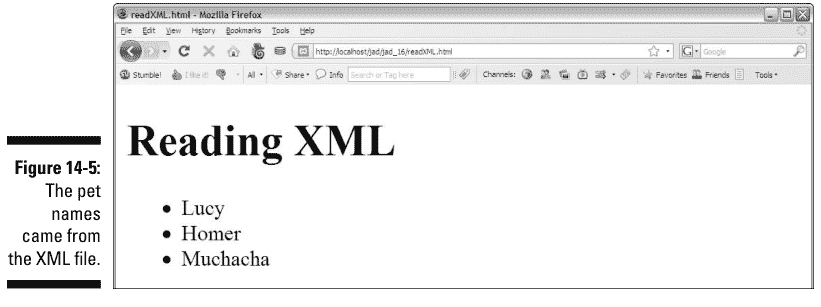 readXML.html - Mozilla Firefox
File Edit View History Bookmarks Tools Help
http://localhost/jad/jad_16/readXML.html
Google
Stumble! I like it! All Share Info Search or Tag here Channels: Favorites Friends Tools
Reading XML
• Lucy
• Homer
• Muchacha
Figure 14-5:
The pet
names
came from
the XML file.